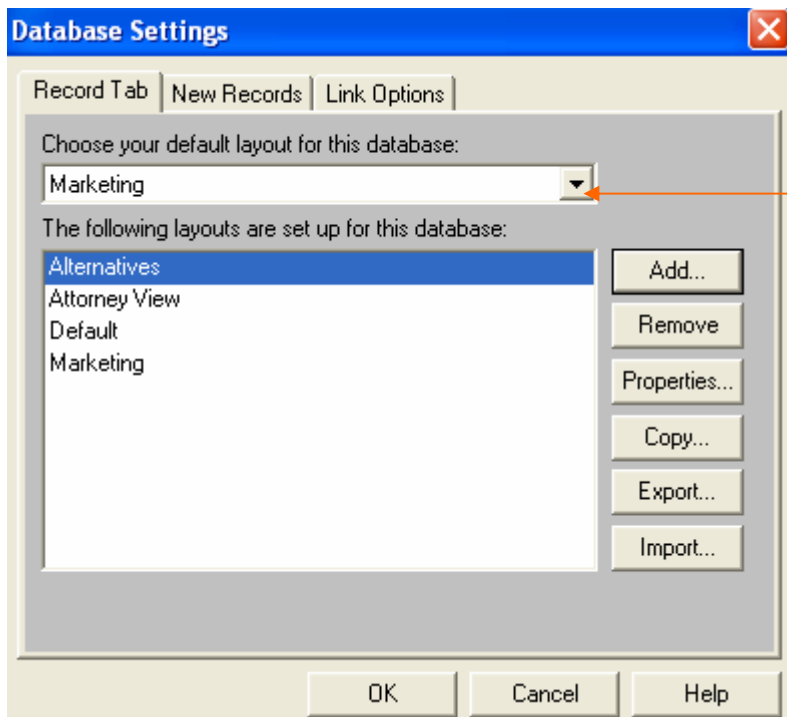 Database Settings
Record Tab
New Records
Link Options
Choose your default layout for this database:
Marketing
The following layouts are set up for this database:
Alternatives
Attorney View
Default
Marketing
Add...
Remove
Properties...
Copy...
Export...
Import...
OK
Cancel
Help